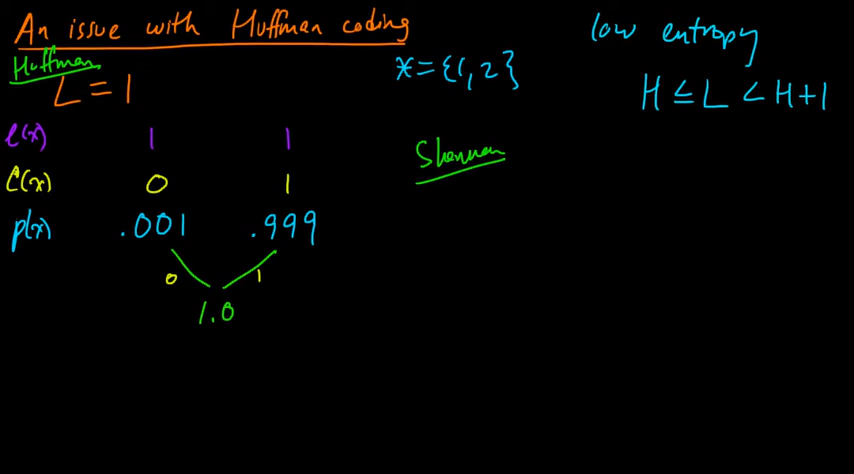 An issue with Huffman coding
low entropy
Huffman
L = 1
X = {1, 2}
H ≤ L < H + 1
ℓ(x) 1 1
Shannon
C(x) 0 1
p(x) .001 .999
0 1
1.0